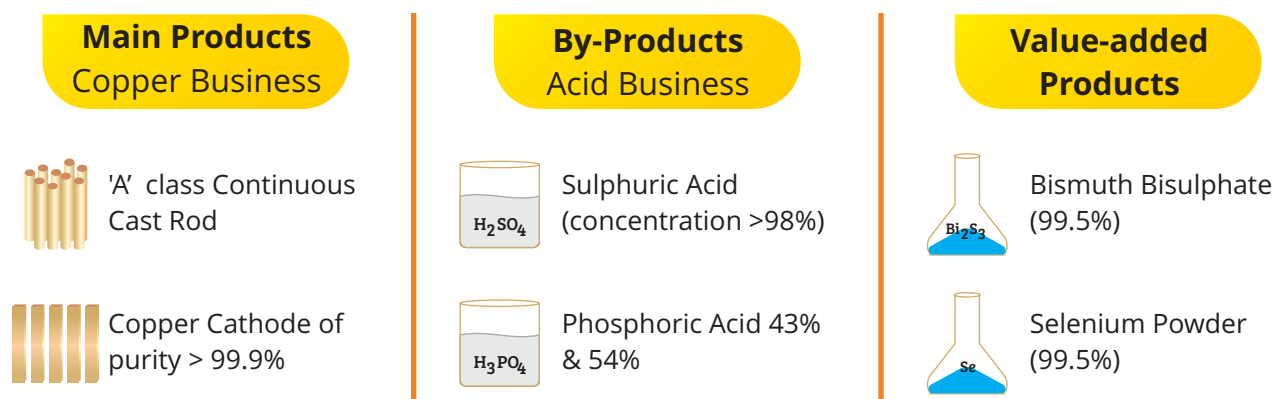 Main Products
Copper Business
'A’ class Continuous
Cast Rod
Copper Cathode of
purity > 99.9%
By-Products
Acid Business
H₂SO₄
Sulphuric Acid
(concentration >98%)
H₃PO₄
Phosphoric Acid 43%
& 54%
Value-added
Products
Bi₂S₃
Bismuth Bisulphate
(99.5%)
Se
Selenium Powder
(99.5%)